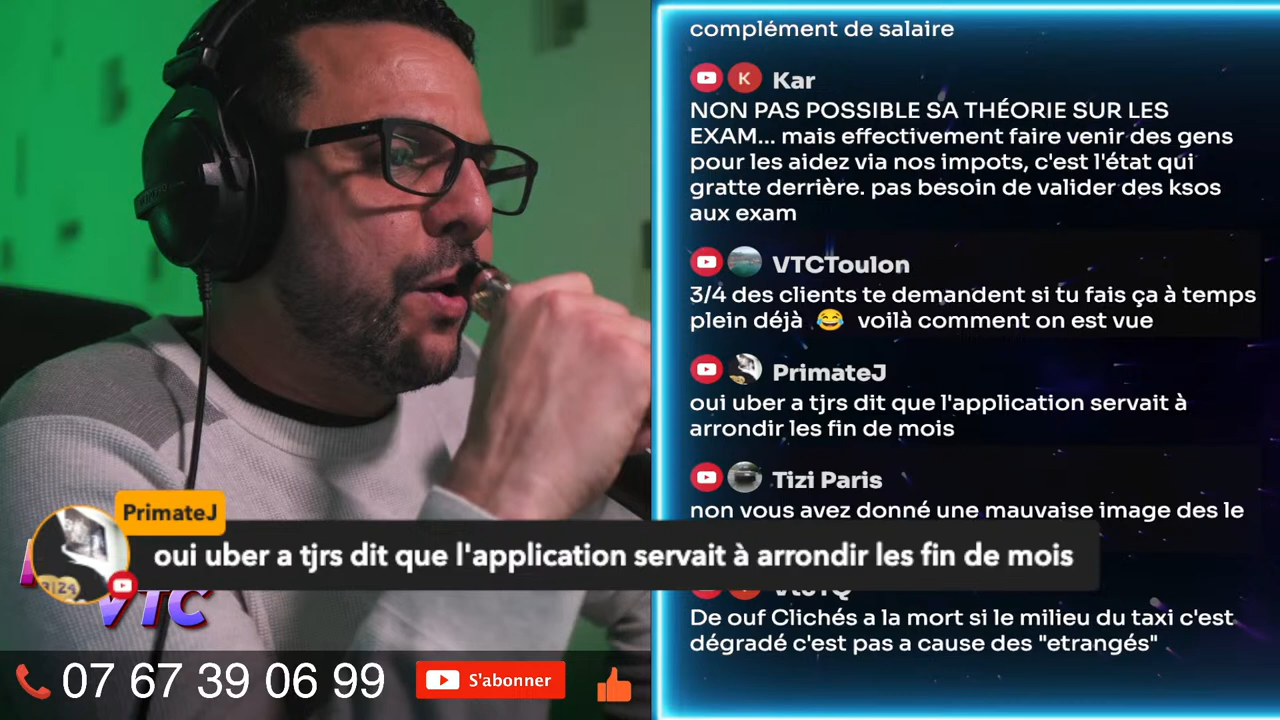 complément de salaire
Kar
NON PAS POSSIBLE SA THÉORIE SUR LES
EXAM... mais effectivement faire venir des gens
pour les aidez via nos impots, c'est l'état qui
gratte derrière. pas besoin de valider des ksos
aux exam
VTCToulon
3/4 des clients te demandent si tu fais ça à temps
plein déjà 😂 voilà comment on est vue
PrimateJ
oui uber a tjrs dit que l'application servait à
arrondir les fin de mois
Tizi Paris
non vous avez donné une mauvaise image des le
De ouf Clichés a la mort si le milieu du taxi c'est
dégradé c'est pas a cause des "etrangés"
PrimateJ
oui uber a tjrs dit que l'application servait à arrondir les fin de mois
VTC
07 67 39 06 99
S'abonner